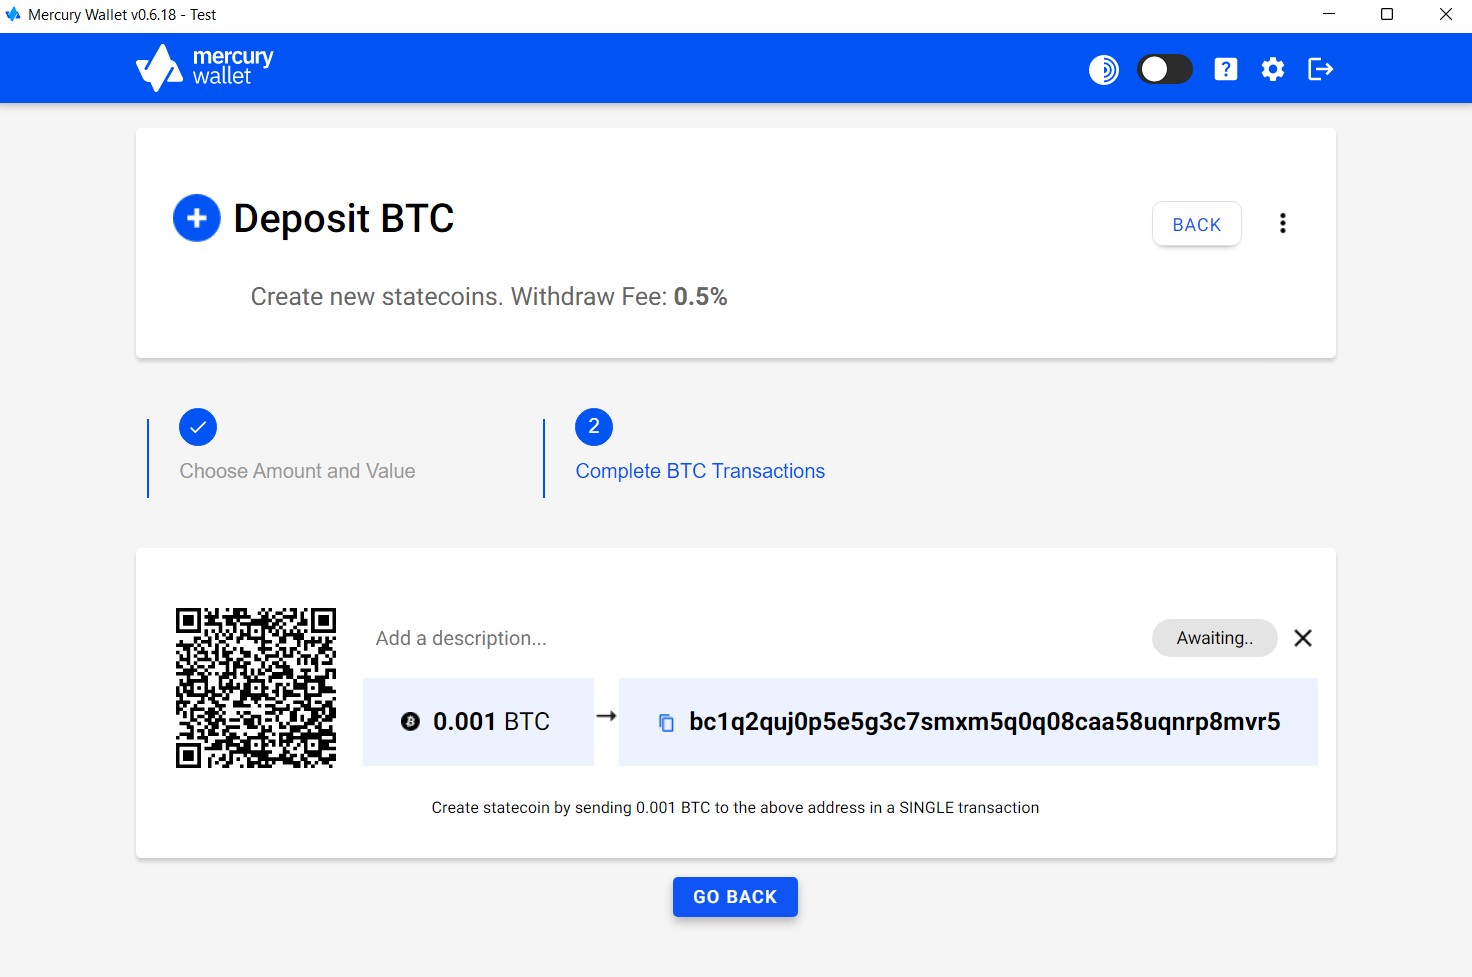 Mercury Wallet v0.6.18 - Test
mercury
wallet
?
Deposit BTC
BACK
Create new statecoins. Withdraw Fee: 0.5%
2
Choose Amount and Value
Complete BTC Transactions
Add a description...
Awaiting..
0.001 BTC
bc1q2quj0p5e5g3c7smxm5q0q08caa58uqnrp8mvr5
Create statecoin by sending 0.001 BTC to the above address in a SINGLE transaction
GO BACK